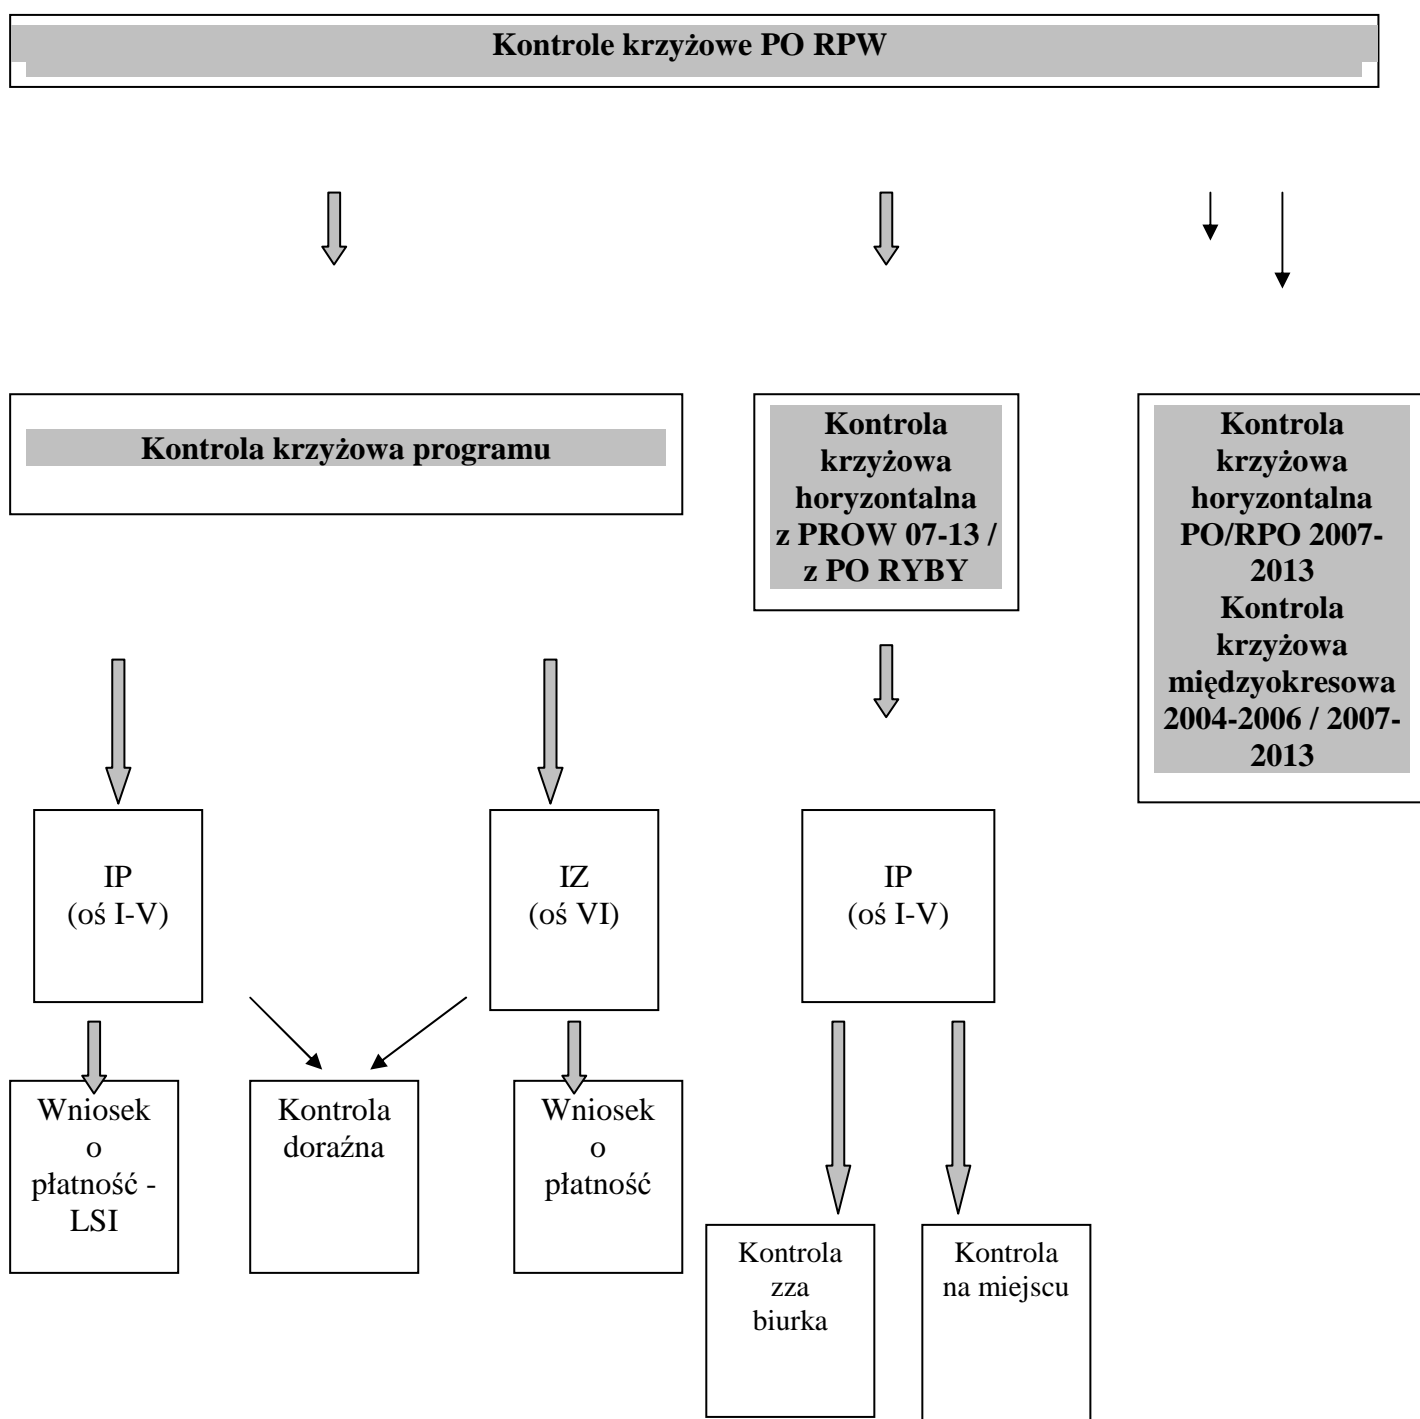 Kontrole krzyżowe PO RPW
Kontrola krzyżowa programu
Kontrola
krzyżowa
horyzontalna
z PROW 07-13 /
z PO RYBY
Kontrola
krzyżowa
horyzontalna
PO/RPO 2007-
2013
Kontrola
krzyżowa
międzyokresowa
2004-2006 / 2007-
2013
IP
(oś I-V)
IZ
(oś VI)
IP
(oś I-V)
Wniosek
o
płatność -
LSI
Kontrola
doraźna
Wniosek
o
płatność
Kontrola
zza
biurka
Kontrola
na miejscu